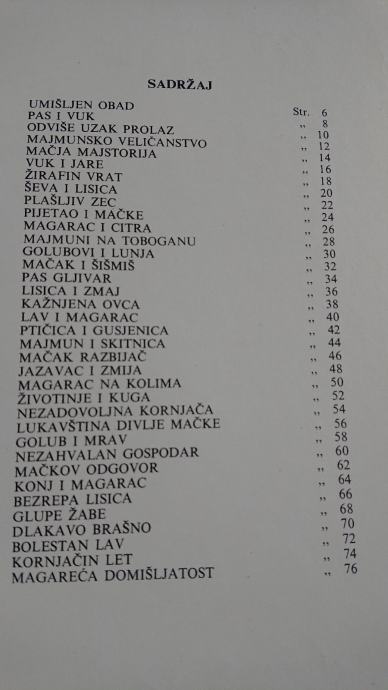 SADRŽAJ
UMIŠLJEN OBAD Str. 6
PAS I VUK „ 8
ODVIŠE UZAK PROLAZ „ 10
MAJMUNSKO VELIČANSTVO „ 12
MAČJA MAJSTORIJA „ 14
VUK I JARE „ 16
ŽIRAFIN VRAT „ 18
ŠEVA I LISICA „ 20
PLAŠLJIV ZEC „ 22
PIJETAO I MAČKE „ 24
MAGARAC I CITRA „ 26
MAJMUNI NA TOBOGANU „ 28
GOLUBOVI I LUNJA „ 30
MAČAK I ŠIŠMIŠ „ 32
PAS GLJIVAR „ 34
LISICA I ZMAJ „ 36
KAŽNJENA OVCA „ 38
LAV I MAGARAC „ 40
PTIČICA I GUSJENICA „ 42
MAJMUN I SKITNICA „ 44
MAČAK RAZBIJAČ „ 46
JAZAVAC I ZMIJA „ 48
MAGARAC NA KOLIMA „ 50
ŽIVOTINJE I KUGA „ 52
NEZADOVOLJNA KORNJAČA „ 54
LUKAVŠTINA DIVLJE MAČKE „ 56
GOLUB I MRAV „ 58
NEZAHVALAN GOSPODAR „ 60
MAČKOV ODGOVOR „ 62
KONJ I MAGARAC „ 64
BEZREPA LISICA „ 66
GLUPE ŽABE „ 68
DLAKAVO BRAŠNO „ 70
BOLESTAN LAV „ 72
KORNJAČIN LET „ 74
MAGAREĆA DOMIŠLJATOST „ 76